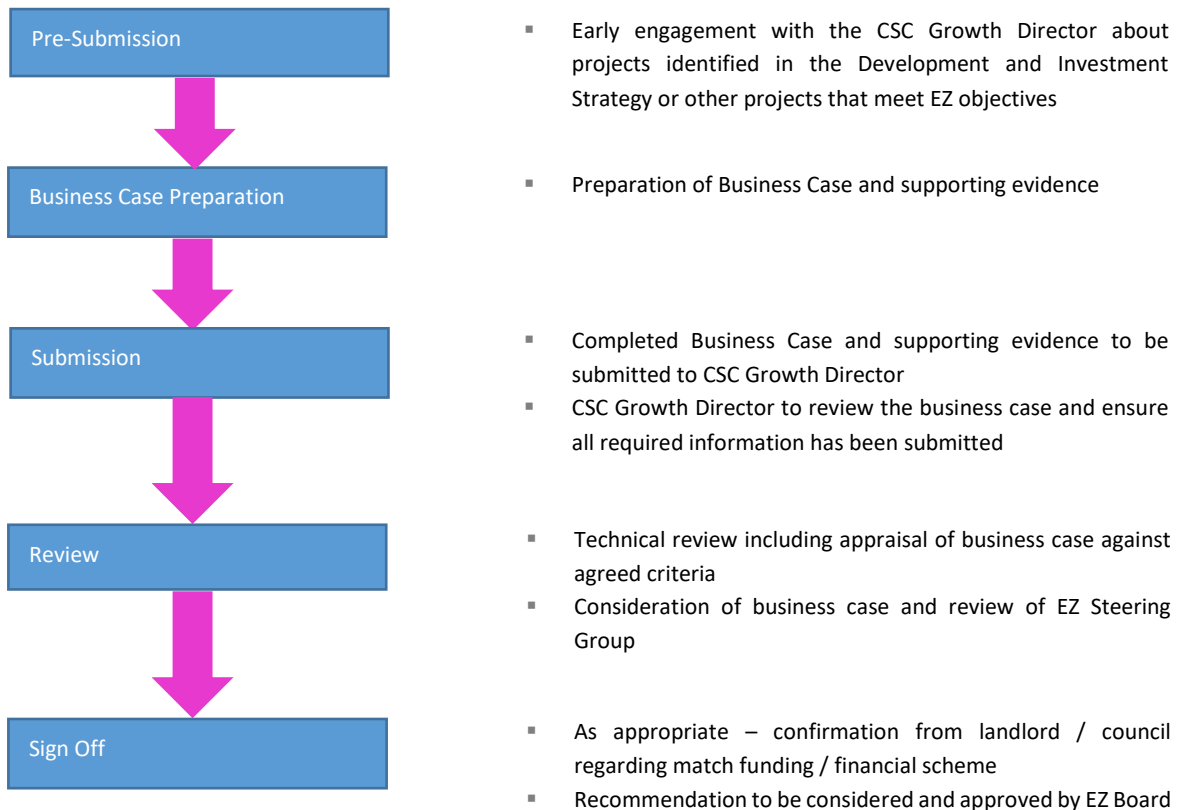 Pre-Submission
▪ Early engagement with the CSC Growth Director about
projects identified in the Development and Investment
Strategy or other projects that meet EZ objectives
Business Case Preparation
▪ Preparation of Business Case and supporting evidence
Submission
▪ Completed Business Case and supporting evidence to be
submitted to CSC Growth Director
▪ CSC Growth Director to review the business case and ensure
all required information has been submitted
Review
▪ Technical review including appraisal of business case against
agreed criteria
▪ Consideration of business case and review of EZ Steering
Group
Sign Off
▪ As appropriate – confirmation from landlord / council
regarding match funding / financial scheme
▪ Recommendation to be considered and approved by EZ Board